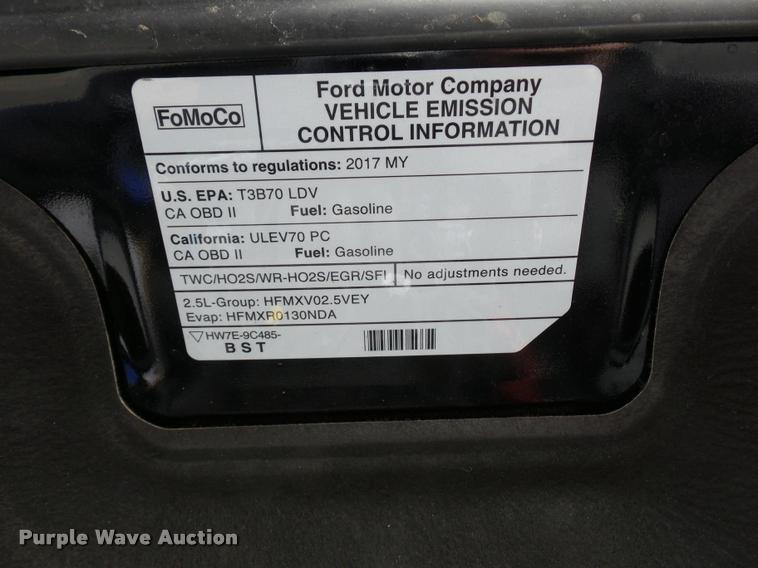 FoMoCo
Ford Motor Company
VEHICLE EMISSION
CONTROL INFORMATION
Conforms to regulations: 2017 MY
U.S. EPA: T3B70 LDV
CA OBD II Fuel: Gasoline
California: ULEV70 PC
CA OBD II Fuel: Gasoline
TWC/HO2S/WR-HO2S/EGR/SFI No adjustments needed.
2.5L-Group: HFMXV02.5VEY
Evap: HFMXR0130NDA
HW7E-9C485-
B S T
Purple Wave Auction